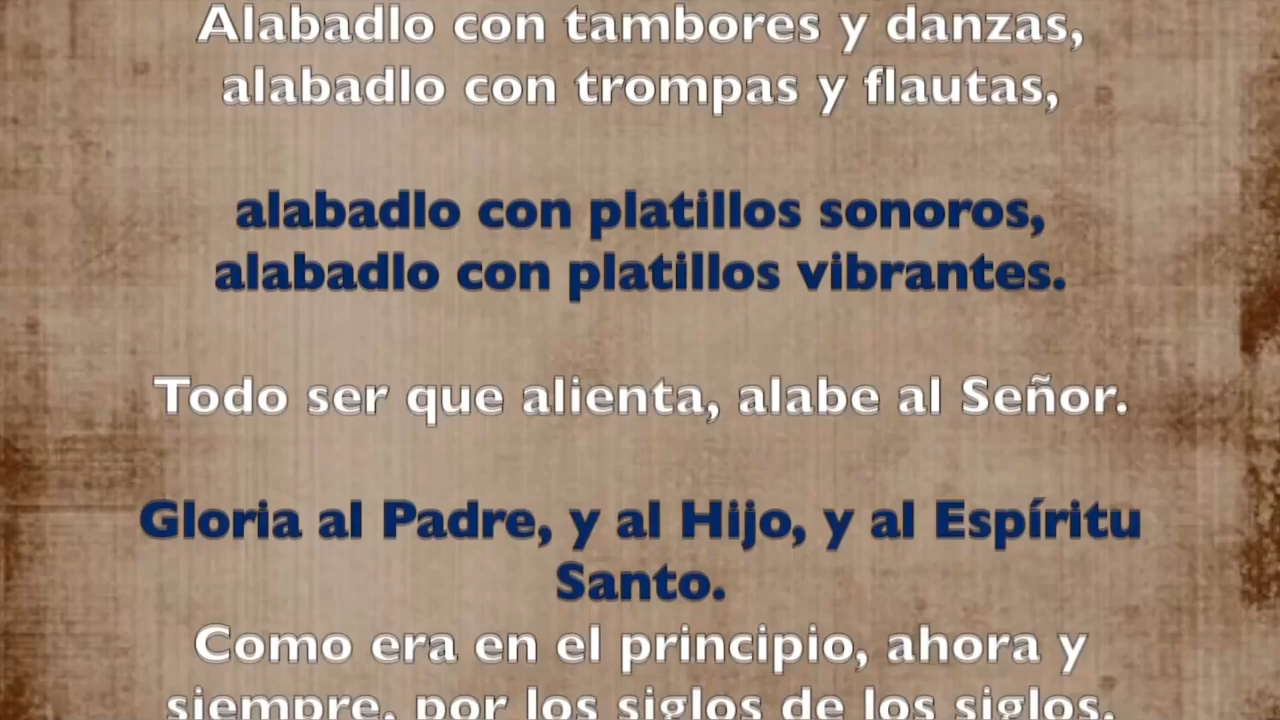 Alabadlo con tambores y danzas,
alabadlo con trompas y flautas,
alabadlo con platillos sonoros,
alabadlo con platillos vibrantes.
Todo ser que alienta, alabe al Señor.
Gloria al Padre, y al Hijo, y al Espíritu
Santo.
Como era en el principio, ahora y
siempre, por los siglos de los siglos.